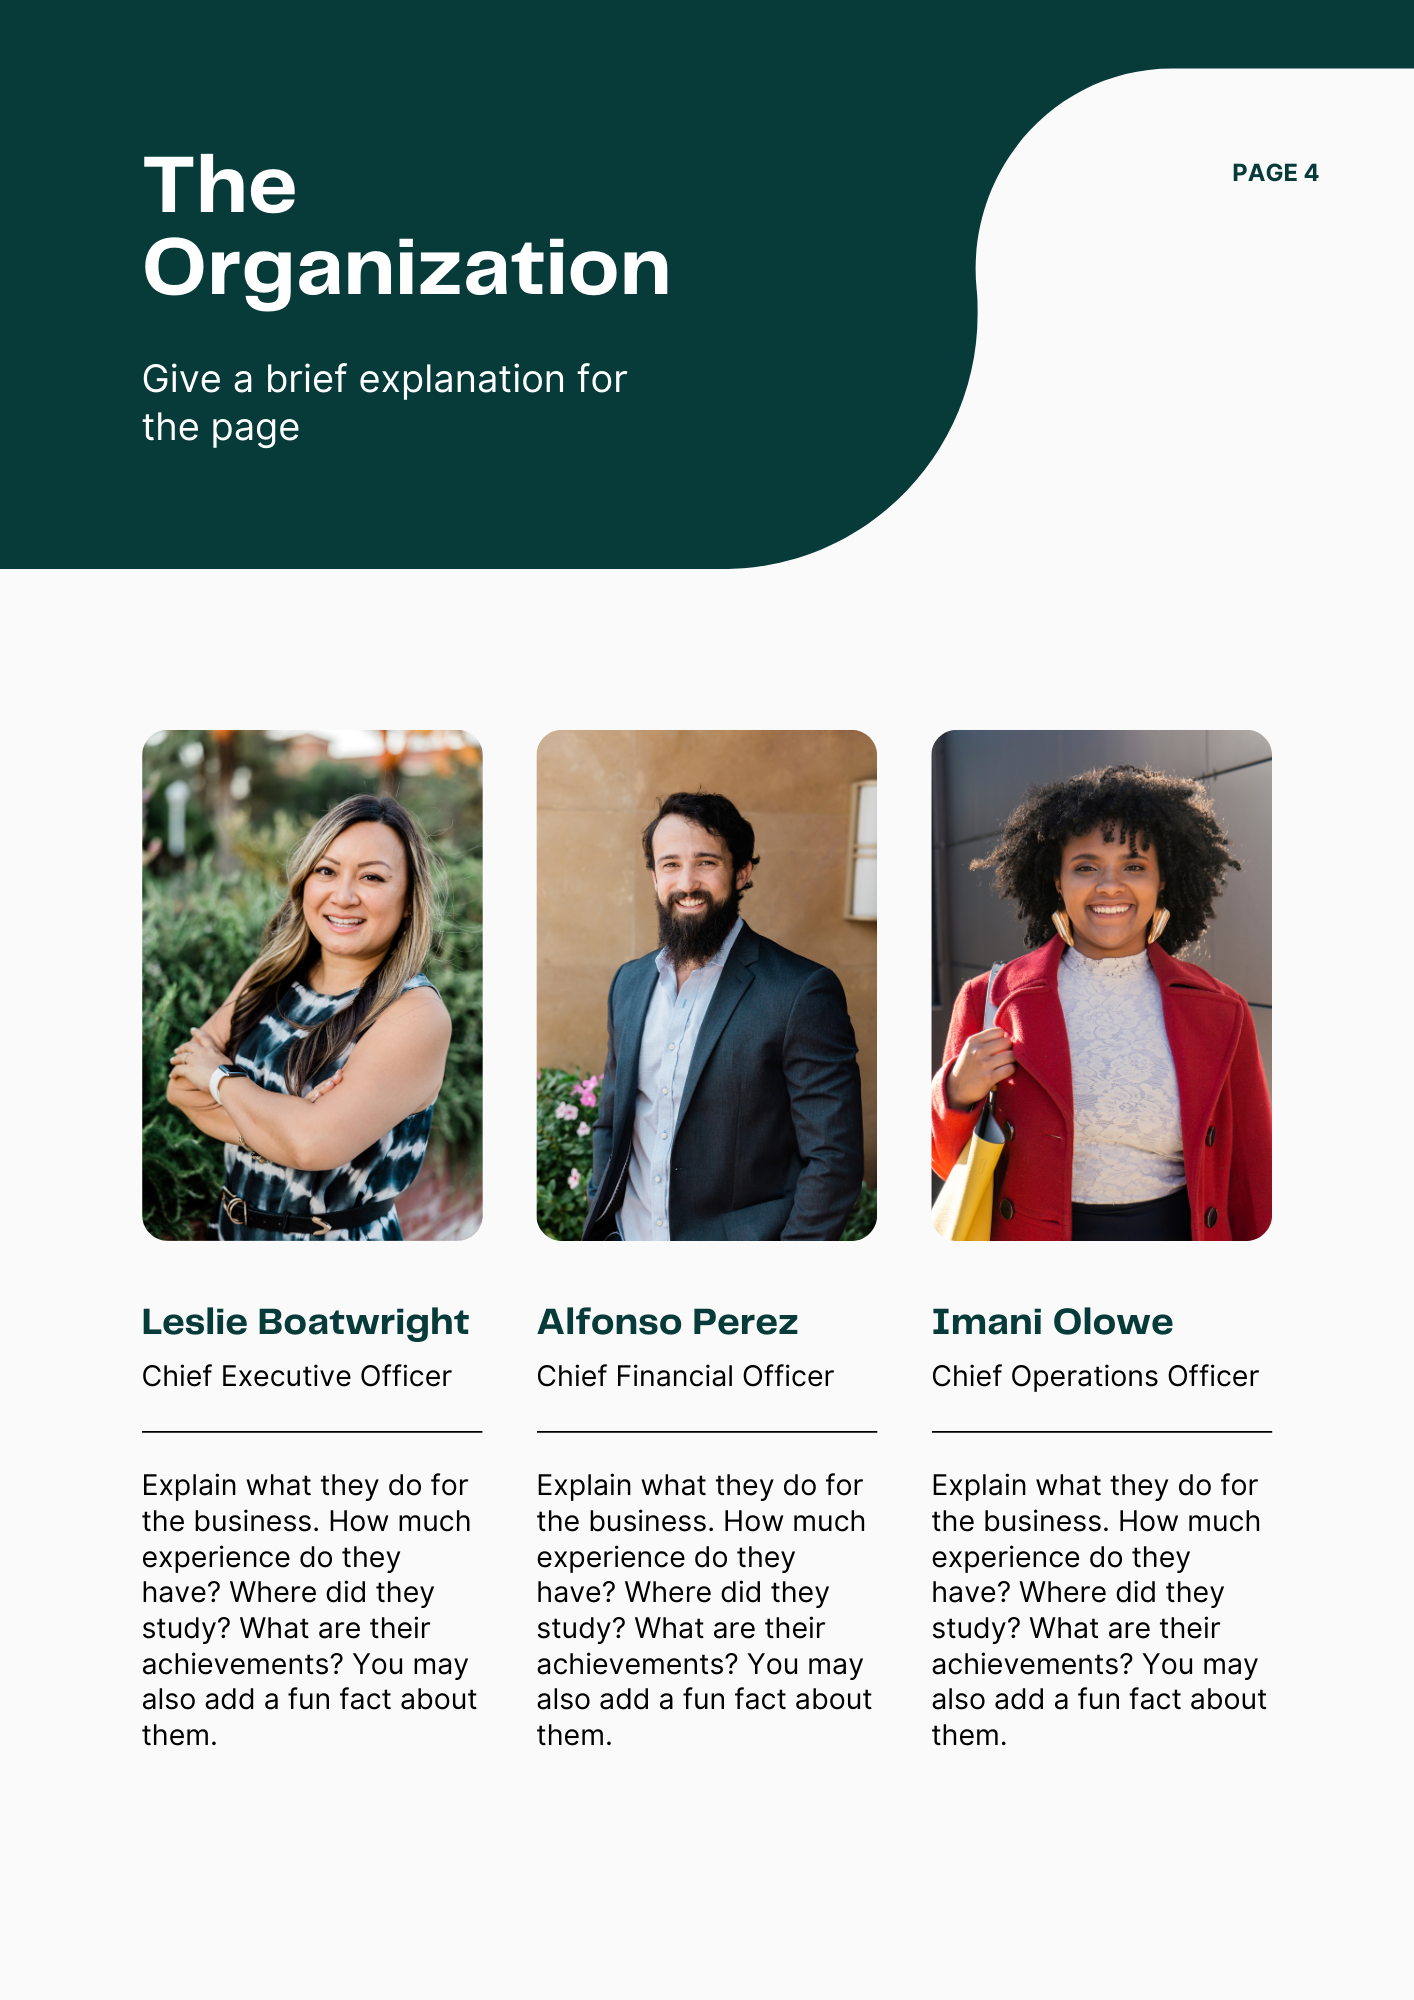 The
Organization
PAGE 4
Give a brief explanation for
the page
Leslie Boatwright
Chief Executive Officer
Explain what they do for
the business. How much
experience do they
have? Where did they
study? What are their
achievements? You may
also add a fun fact about
them.
Alfonso Perez
Chief Financial Officer
Explain what they do for
the business. How much
experience do they
have? Where did they
study? What are their
achievements? You may
also add a fun fact about
them.
Imani Olowe
Chief Operations Officer
Explain what they do for
the business. How much
experience do they
have? Where did they
study? What are their
achievements? You may
also add a fun fact about
them.